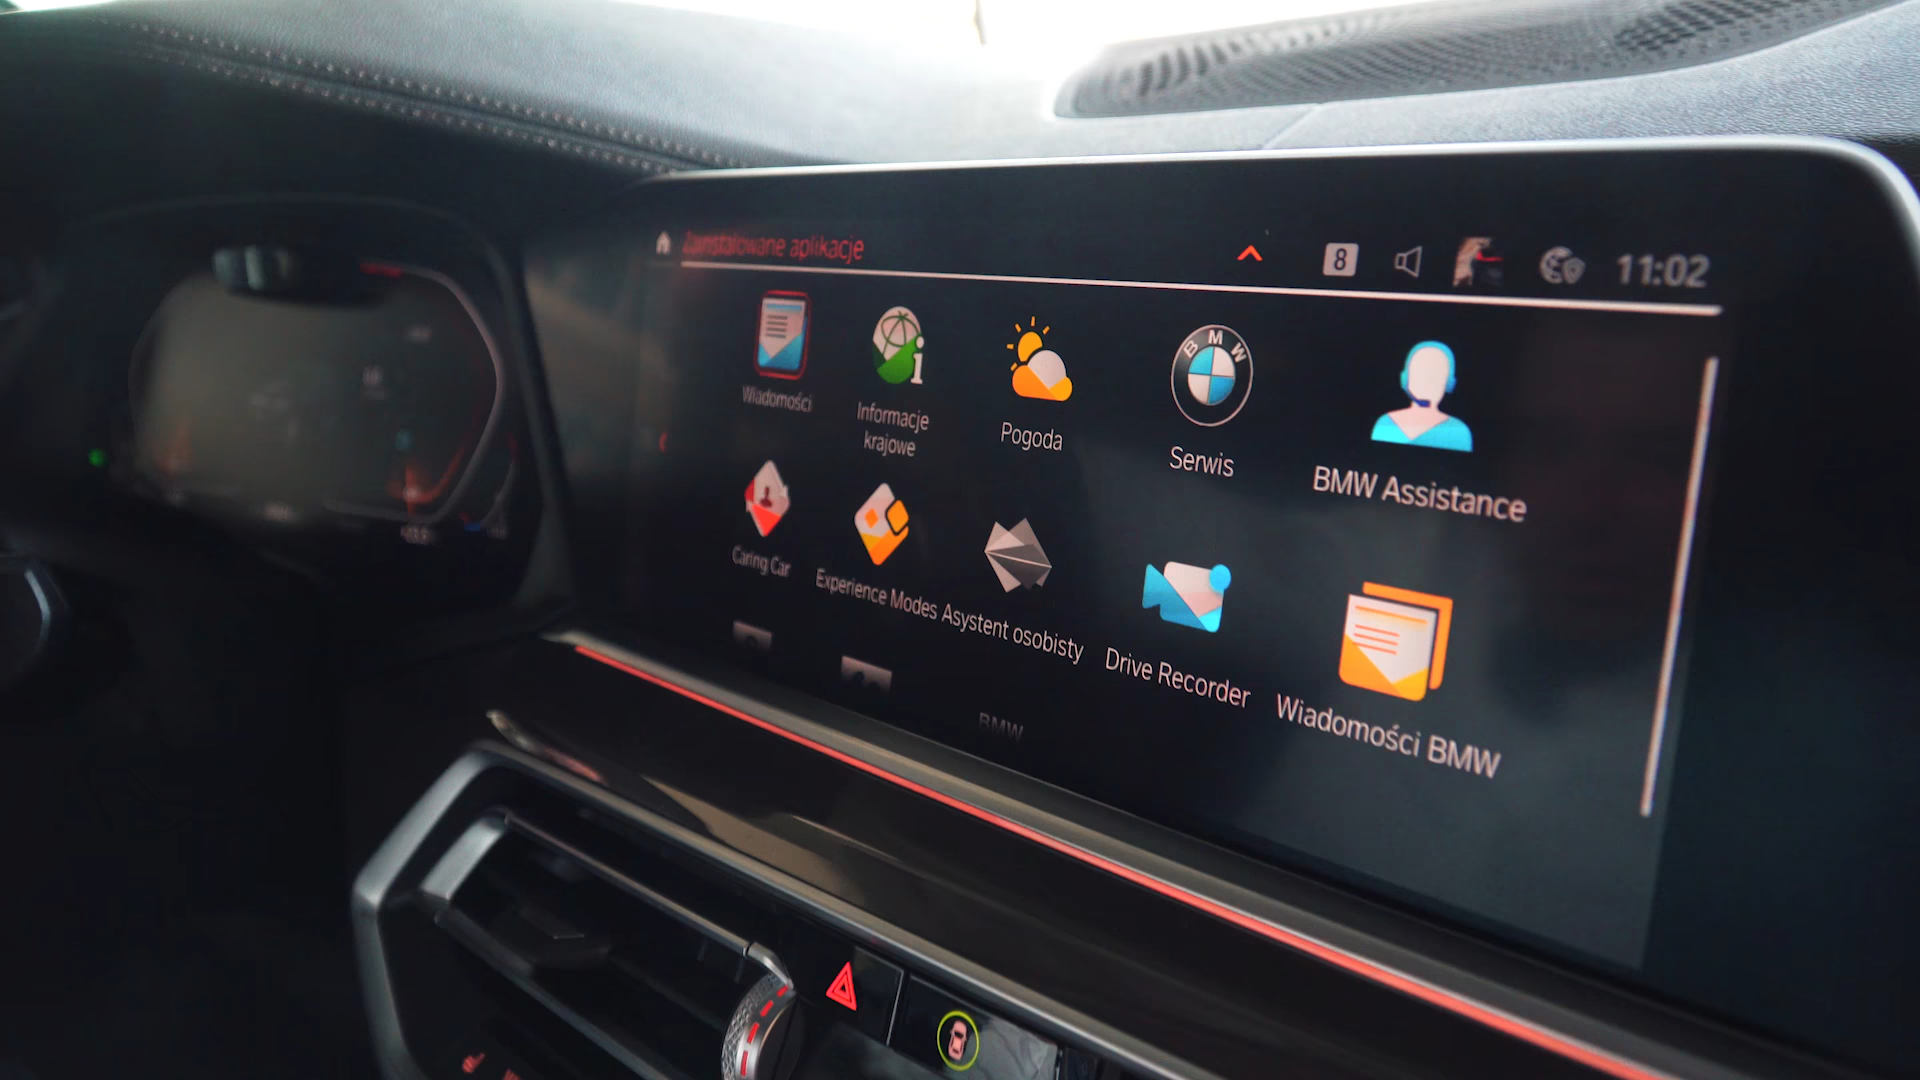 Zainstalowane aplikacje
8
11:02
Wiadomości
Informacje
krajowe
Pogoda
BMW
Serwis
BMW Assistance
Caring Car
Experience Modes
Asystent osobisty
Drive Recorder
Wiadomości BMW
BMW